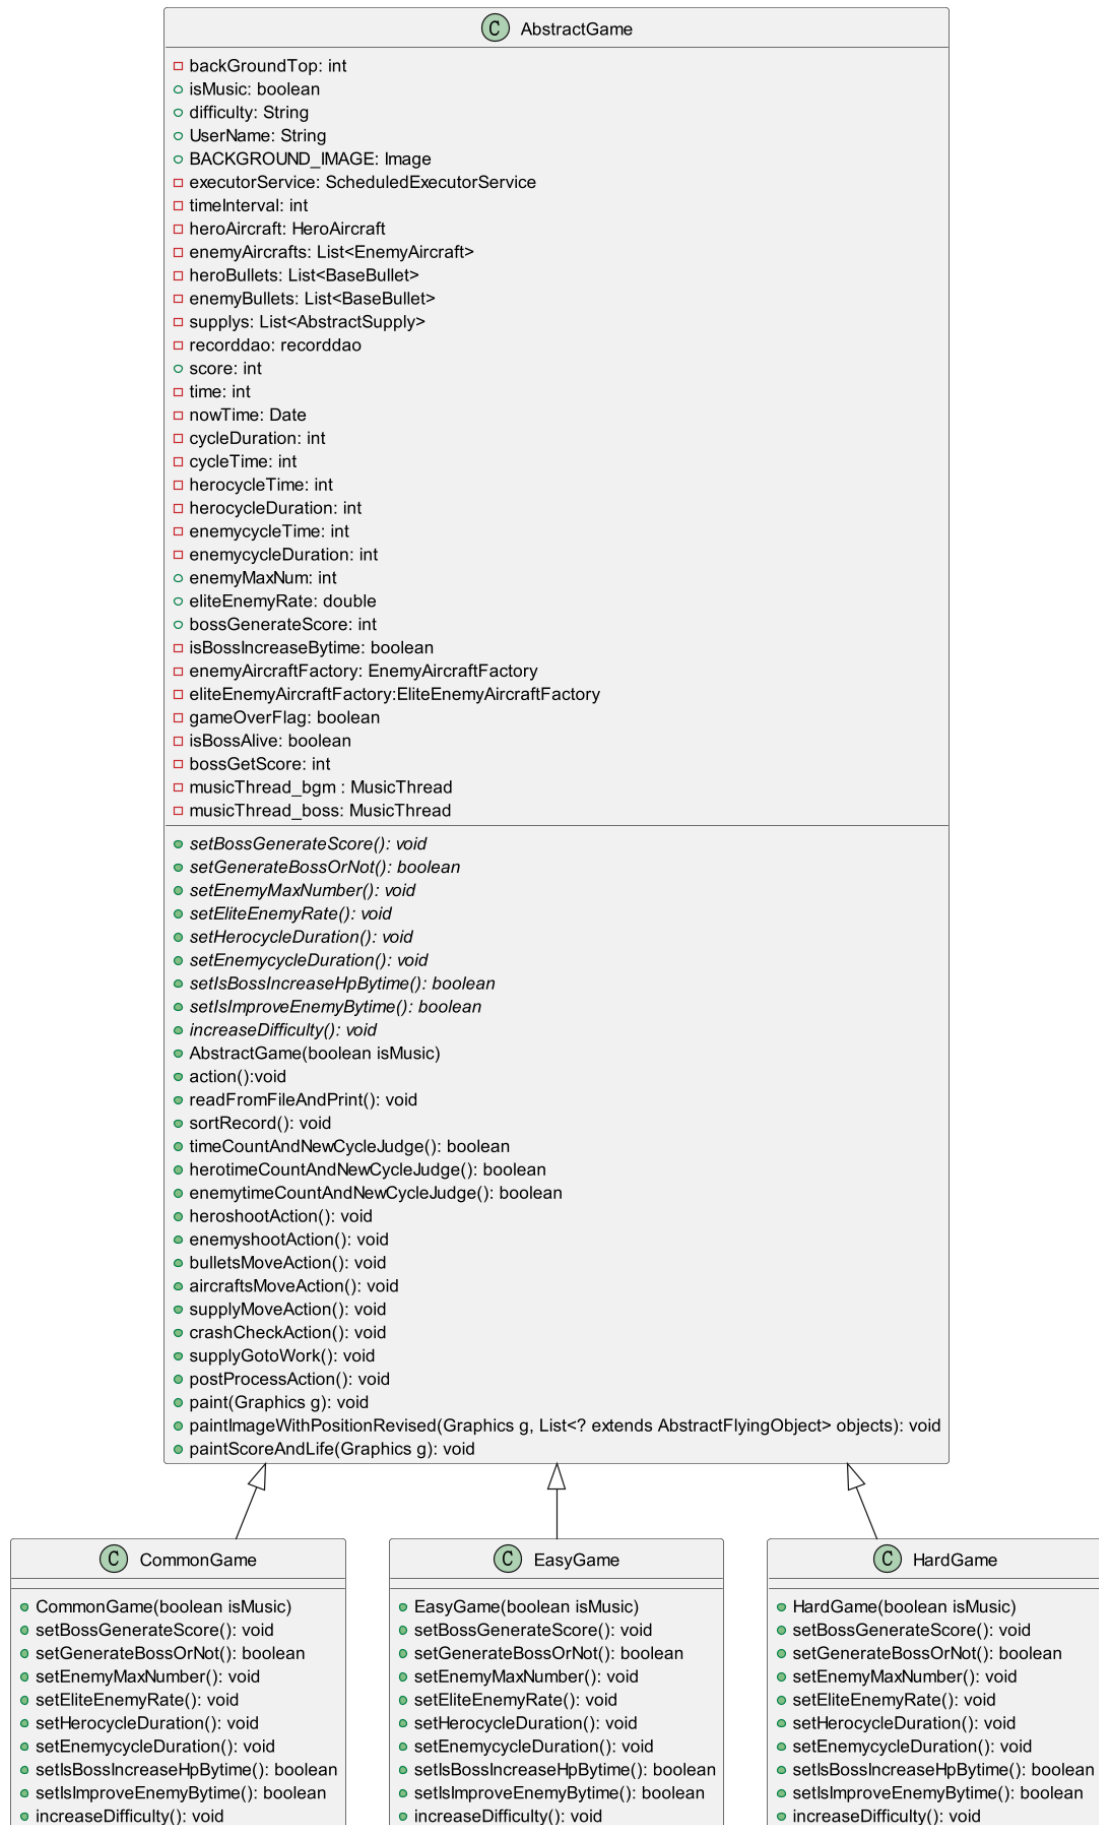 C AbstractGame
backGroundTop: int
isMusic: boolean
difficulty: String
UserName: String
BACKGROUND_IMAGE: Image
executorService: ScheduledExecutorService
timeInterval: int
heroAircraft: HeroAircraft
enemyAircrafts: List<EnemyAircraft>
heroBullets: List<BaseBullet>
enemyBullets: List<BaseBullet>
supplys: List<AbstractSupply>
recorddao: recorddao
score: int
time: int
nowTime: Date
cycleDuration: int
cycleTime: int
herocycleTime: int
herocycleDuration: int
enemycycleTime: int
enemycycleDuration: int
enemyMaxNum: int
eliteEnemyRate: double
bossGenerateScore: int
isBossIncreaseBytime: boolean
enemyAircraftFactory: EnemyAircraftFactory
eliteEnemyAircraftFactory:EliteEnemyAircraftFactory
gameOverFlag: boolean
isBossAlive: boolean
bossGetScore: int
musicThread_bgm : MusicThread
musicThread_boss: MusicThread
setBossGenerateScore(): void
setGenerateBossOrNot(): boolean
setEnemyMaxNumber(): void
setEliteEnemyRate(): void
setHerocycleDuration(): void
setEnemycycleDuration(): void
setIsBossIncreaseHpBytime(): boolean
setIsImproveEnemyBytime(): boolean
increaseDifficulty(): void
AbstractGame(boolean isMusic)
action():void
readFromFileAndPrint(): void
sortRecord(): void
timeCountAndNewCycleJudge(): boolean
herotimeCountAndNewCycleJudge(): boolean
enemytimeCountAndNewCycleJudge(): boolean
heroshootAction(): void
enemyshootAction(): void
bulletsMoveAction(): void
aircraftsMoveAction(): void
supplyMoveAction(): void
crashCheckAction(): void
supplyGotoWork(): void
postProcessAction(): void
paint(Graphics g): void
paintImageWithPositionRevised(Graphics g, List<? extends AbstractFlyingObject> objects): void
paintScoreAndLife(Graphics g): void
C CommonGame
CommonGame(boolean isMusic)
setBossGenerateScore(): void
setGenerateBossOrNot(): boolean
setEnemyMaxNumber(): void
setEliteEnemyRate(): void
setHerocycleDuration(): void
setEnemycycleDuration(): void
setIsBossIncreaseHpBytime(): boolean
setIsImproveEnemyBytime(): boolean
increaseDifficulty(): void
C EasyGame
EasyGame(boolean isMusic)
setBossGenerateScore(): void
setGenerateBossOrNot(): boolean
setEnemyMaxNumber(): void
setEliteEnemyRate(): void
setHerocycleDuration(): void
setEnemycycleDuration(): void
setIsBossIncreaseHpBytime(): boolean
setIsImproveEnemyBytime(): boolean
increaseDifficulty(): void
C HardGame
HardGame(boolean isMusic)
setBossGenerateScore(): void
setGenerateBossOrNot(): boolean
setEnemyMaxNumber(): void
setEliteEnemyRate(): void
setHerocycleDuration(): void
setEnemycycleDuration(): void
setIsBossIncreaseHpBytime(): boolean
setIsImproveEnemyBytime(): boolean
increaseDifficulty(): void